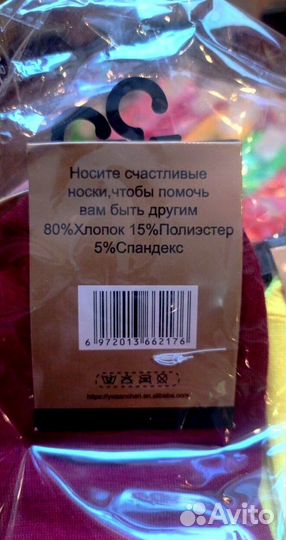 Носите счастливые
носки,чтобы помочь
вам быть другим
80%Хлопок 15%Полиэстер
5%Спандекс
6 972013 662176
Avito